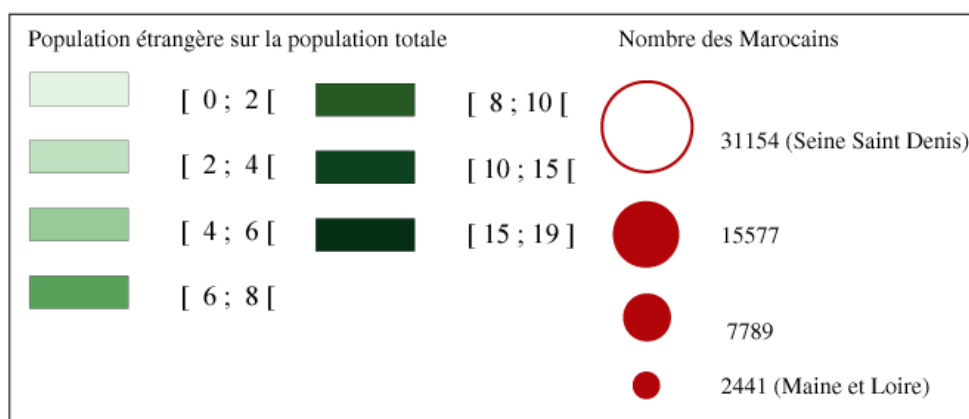 Population étrangère sur la population totale
[ 0 ; 2 [
[ 2 ; 4 [
[ 4 ; 6 [
[ 6 ; 8 [
[ 8 ; 10 [
[ 10 ; 15 [
[ 15 ; 19 ]
Nombre des Marocains
31154 (Seine Saint Denis)
15577
7789
2441 (Maine et Loire)